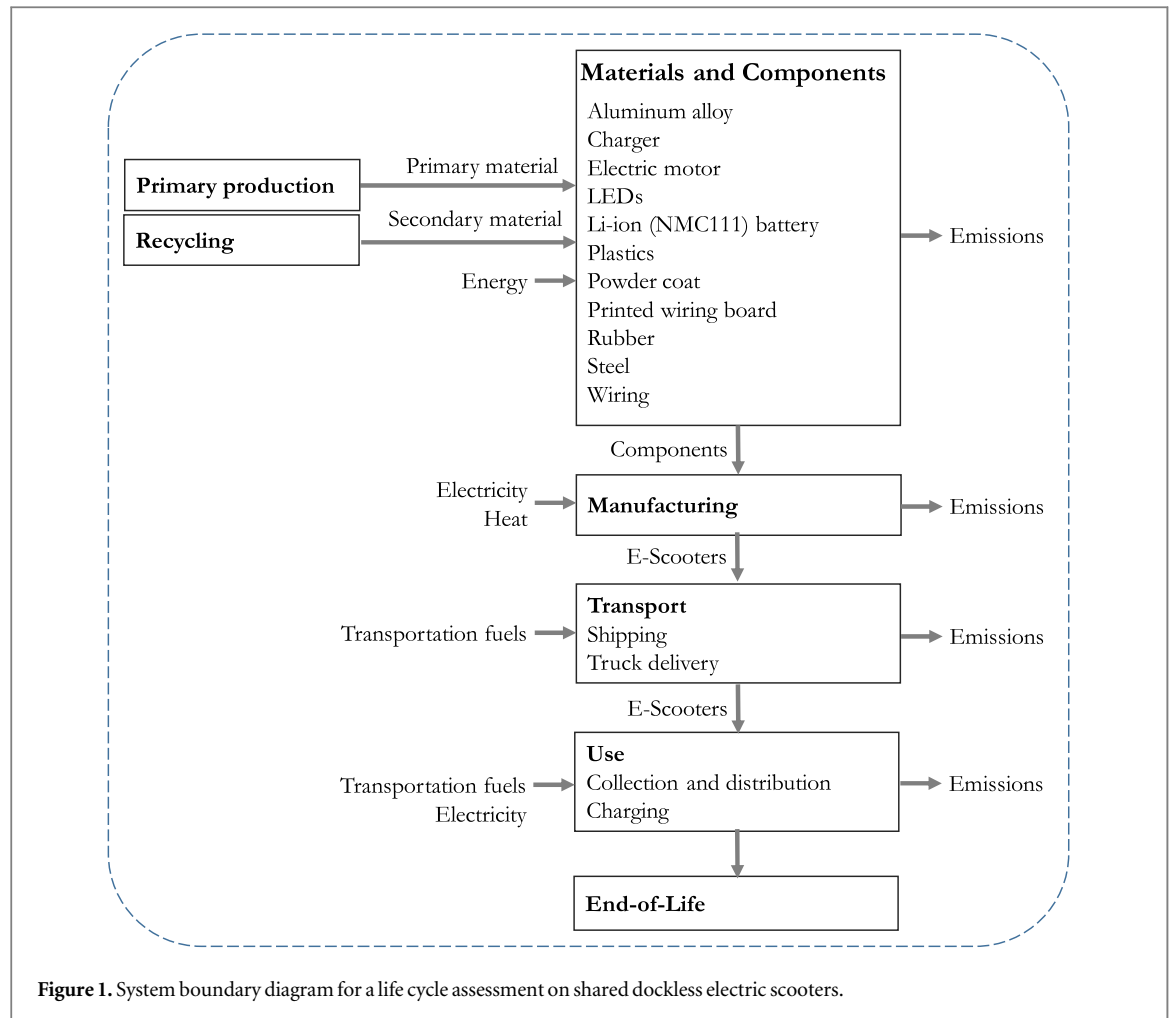 Materials and Components
Aluminum alloy
Charger
Electric motor
LEDs
Li-ion (NMC111) battery
Plastics
Powder coat
Printed wiring board
Rubber
Steel
Wiring
Primary production
Primary material
Recycling
Secondary material
Energy
Emissions
Components
Electricity
Heat
Manufacturing
Emissions
E-Scooters
Transportation fuels
Transport
Shipping
Truck delivery
Emissions
E-Scooters
Transportation fuels
Electricity
Use
Collection and distribution
Charging
Emissions
End-of-Life
Figure 1. System boundary diagram for a life cycle assessment on shared dockless electric scooters.